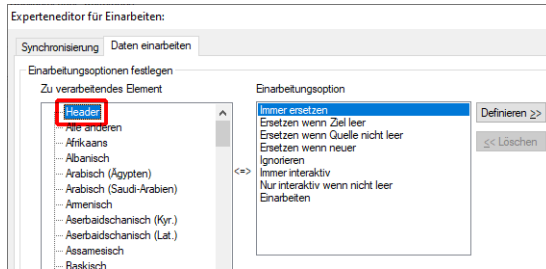 Experteneditor für Einarbeiten:
Synchronisierung Daten einarbeiten
Einarbeitungsoptionen festlegen
Zu verarbeitendes Element Einarbeitungsoption
Header
Alle anderen
Afrikaans
Albanisch
Arabisch (Ägypten)
Arabisch (Saudi-Arabien)
Armenisch
Aserbaidschanisch (Kyr.)
Aserbaidschanisch (Lat.)
Assamesisch
Baskisch
<=>
Immer ersetzen
Ersetzen wenn Ziel leer
Ersetzen wenn Quelle nicht leer
Ersetzen wenn neuer
Ignorieren
Immer interaktiv
Nur interaktiv wenn nicht leer
Einarbeiten
Definieren >>
<< Löschen